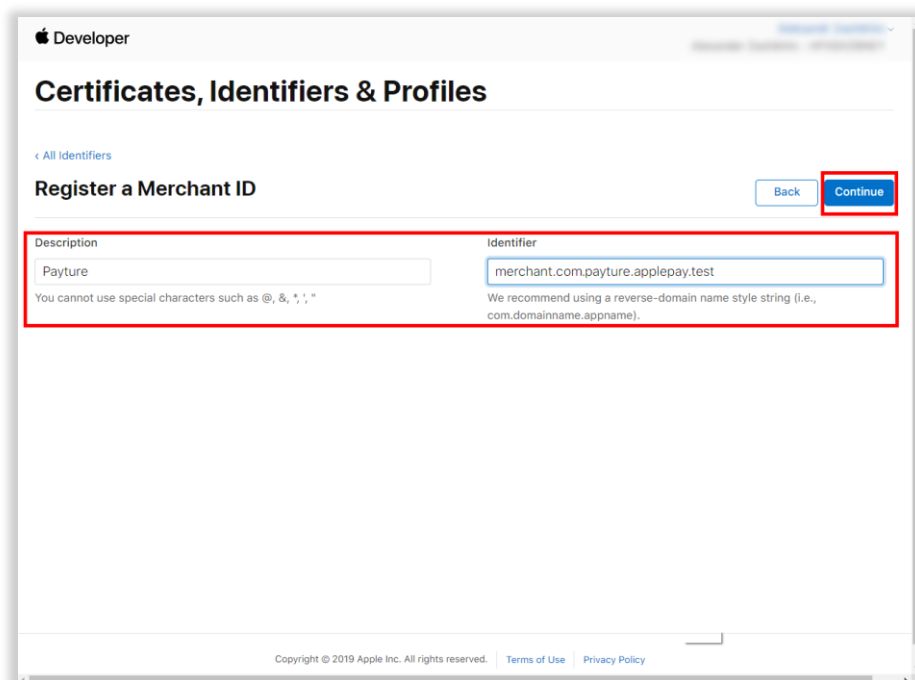 Developer
Certificates, Identifiers & Profiles
‹ All Identifiers
Register a Merchant ID
Back
Continue
Description
Identifier
Payture
merchant.com.payture.applepay.test
You cannot use special characters such as @, &, *, ', "
We recommend using a reverse-domain name style string (i.e.,
com.domainname.appname).
Copyright © 2019 Apple Inc. All rights reserved.
Terms of Use
Privacy Policy